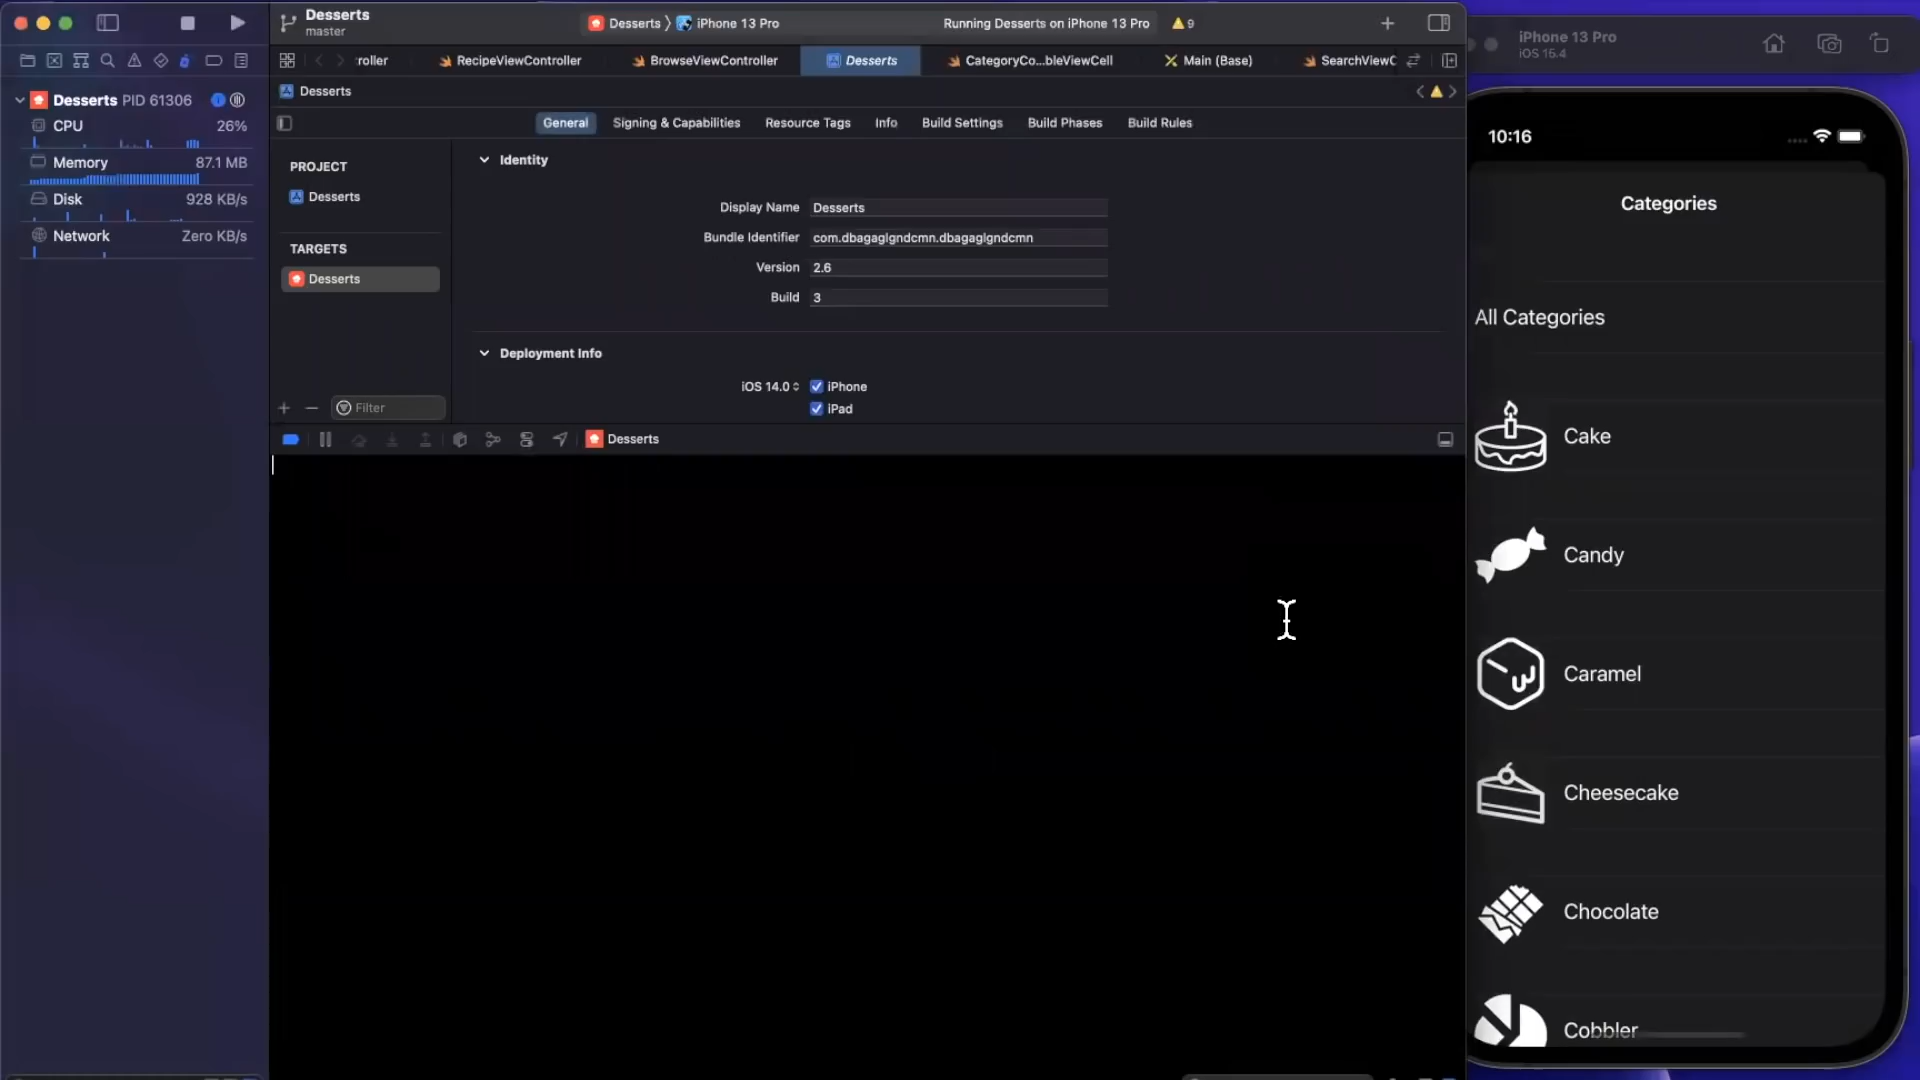 Desserts
master
Desserts
iPhone 13 Pro
Running Desserts on iPhone 13 Pro
9
roller
RecipeViewController
BrowseViewController
Desserts
CategoryCo...bleViewCell
Main (Base)
SearchViewC
Desserts
Desserts PID 61306
CPU 26%
Memory 87.1 MB
Disk 928 KB/s
Network Zero KB/s
General
Signing & Capabilities
Resource Tags
Info
Build Settings
Build Phases
Build Rules
PROJECT
Desserts
TARGETS
Desserts
Filter
Identity
Display Name Desserts
Bundle Identifier com.dbagaglgndcmn.dbagaglgndcmn
Version 2.6
Build 3
Deployment Info
iOS 14.0 iPhone
iPad
Desserts
iPhone 13 Pro
iOS 15.4
10:16
Categories
All Categories
Cake
Candy
Caramel
Cheesecake
Chocolate
Cobbler